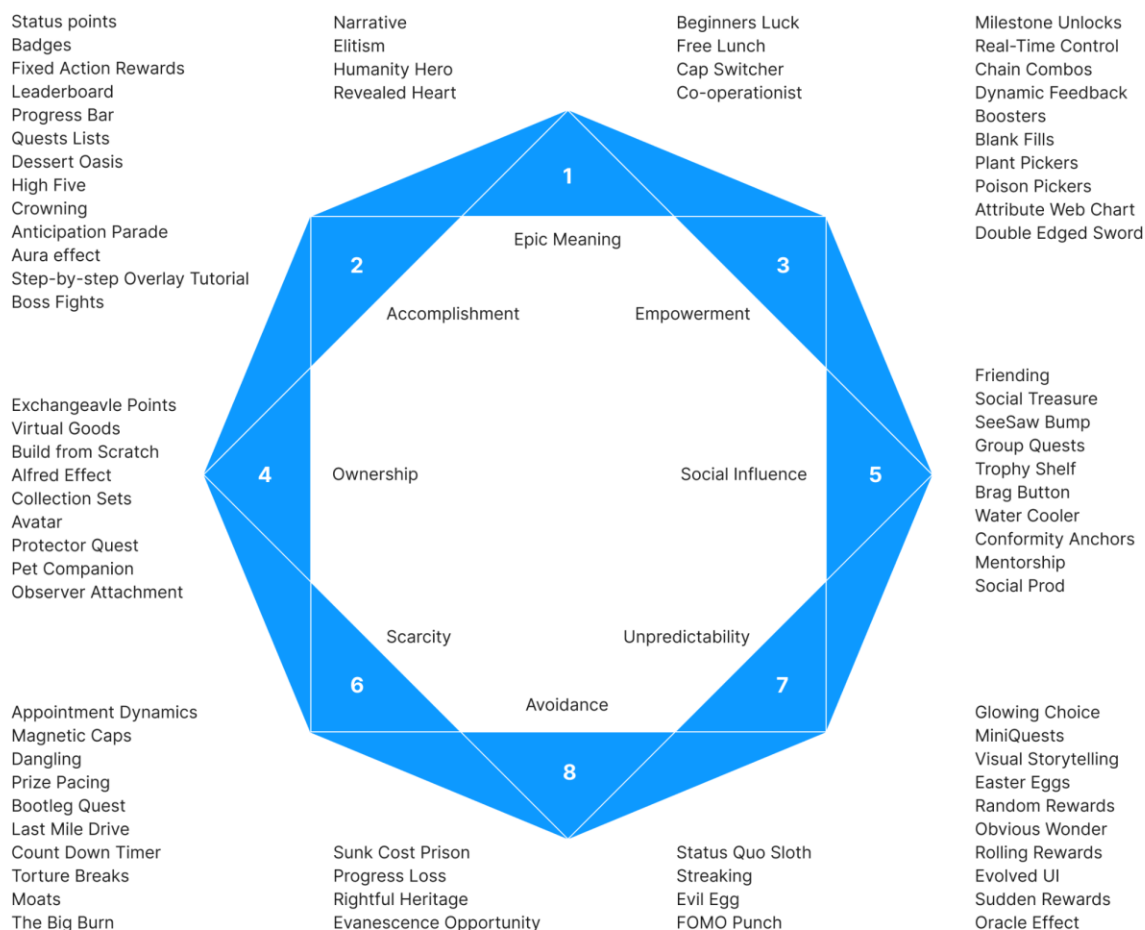 Status points
Badges
Fixed Action Rewards
Leaderboard
Progress Bar
Quests Lists
Dessert Oasis
High Five
Crowning
Anticipation Parade
Aura effect
Step-by-step Overlay Tutorial
Boss Fights
Narrative
Elitism
Humanity Hero
Revealed Heart
Beginners Luck
Free Lunch
Cap Switcher
Co-operationist
Milestone Unlocks
Real-Time Control
Chain Combos
Dynamic Feedback
Boosters
Blank Fills
Plant Pickers
Poison Pickers
Attribute Web Chart
Double Edged Sword
1
Epic Meaning
2
Accomplishment
3
Empowerment
Exchangeavle Points
Virtual Goods
Build from Scratch
Alfred Effect
Collection Sets
Avatar
Protector Quest
Pet Companion
Observer Attachment
4
Ownership
Social Influence
5
Friending
Social Treasure
SeeSaw Bump
Group Quests
Trophy Shelf
Brag Button
Water Cooler
Conformity Anchors
Mentorship
Social Prod
Scarcity
6
Unpredictability
7
Avoidance
8
Appointment Dynamics
Magnetic Caps
Dangling
Prize Pacing
Bootleg Quest
Last Mile Drive
Count Down Timer
Torture Breaks
Moats
The Big Burn
Sunk Cost Prison
Progress Loss
Rightful Heritage
Evanescence Opportunity
Status Quo Sloth
Streaking
Evil Egg
FOMO Punch
Glowing Choice
MiniQuests
Visual Storytelling
Easter Eggs
Random Rewards
Obvious Wonder
Rolling Rewards
Evolved UI
Sudden Rewards
Oracle Effect